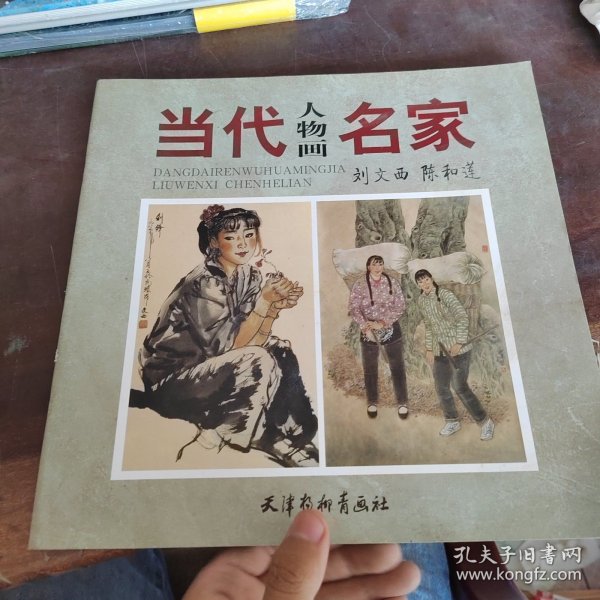 当代人物画名家
DANGDAIRENWUHUAMINGJIA
LIUWENXI CHENHELIAN
刘文西 陈和莲
天津杨柳青画社
孔夫子旧书网
www.kongfz.com